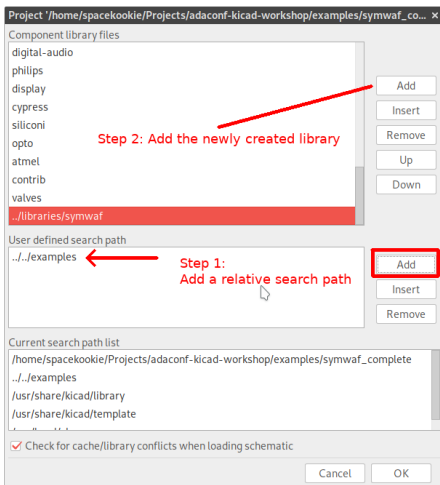 Project '/home/spacekookie/Projects/adaconf-kicad-workshop/examples/symwaf_co... ×
Component library files
digital-audio
philips
display
cypress
siliconi
opto
atmel
contrib
valves
../libraries/symwaf
Add
Insert
Remove
Up
Down
Step 2: Add the newly created library
User defined search path
../../examples
Step 1:
Add a relative search path
Add
Insert
Remove
Current search path list
/home/spacekookie/Projects/adaconf-kicad-workshop/examples/symwaf_complete
../../examples
/usr/share/kicad/library
/usr/share/kicad/template
Check for cache/library conflicts when loading schematic
Cancel
OK